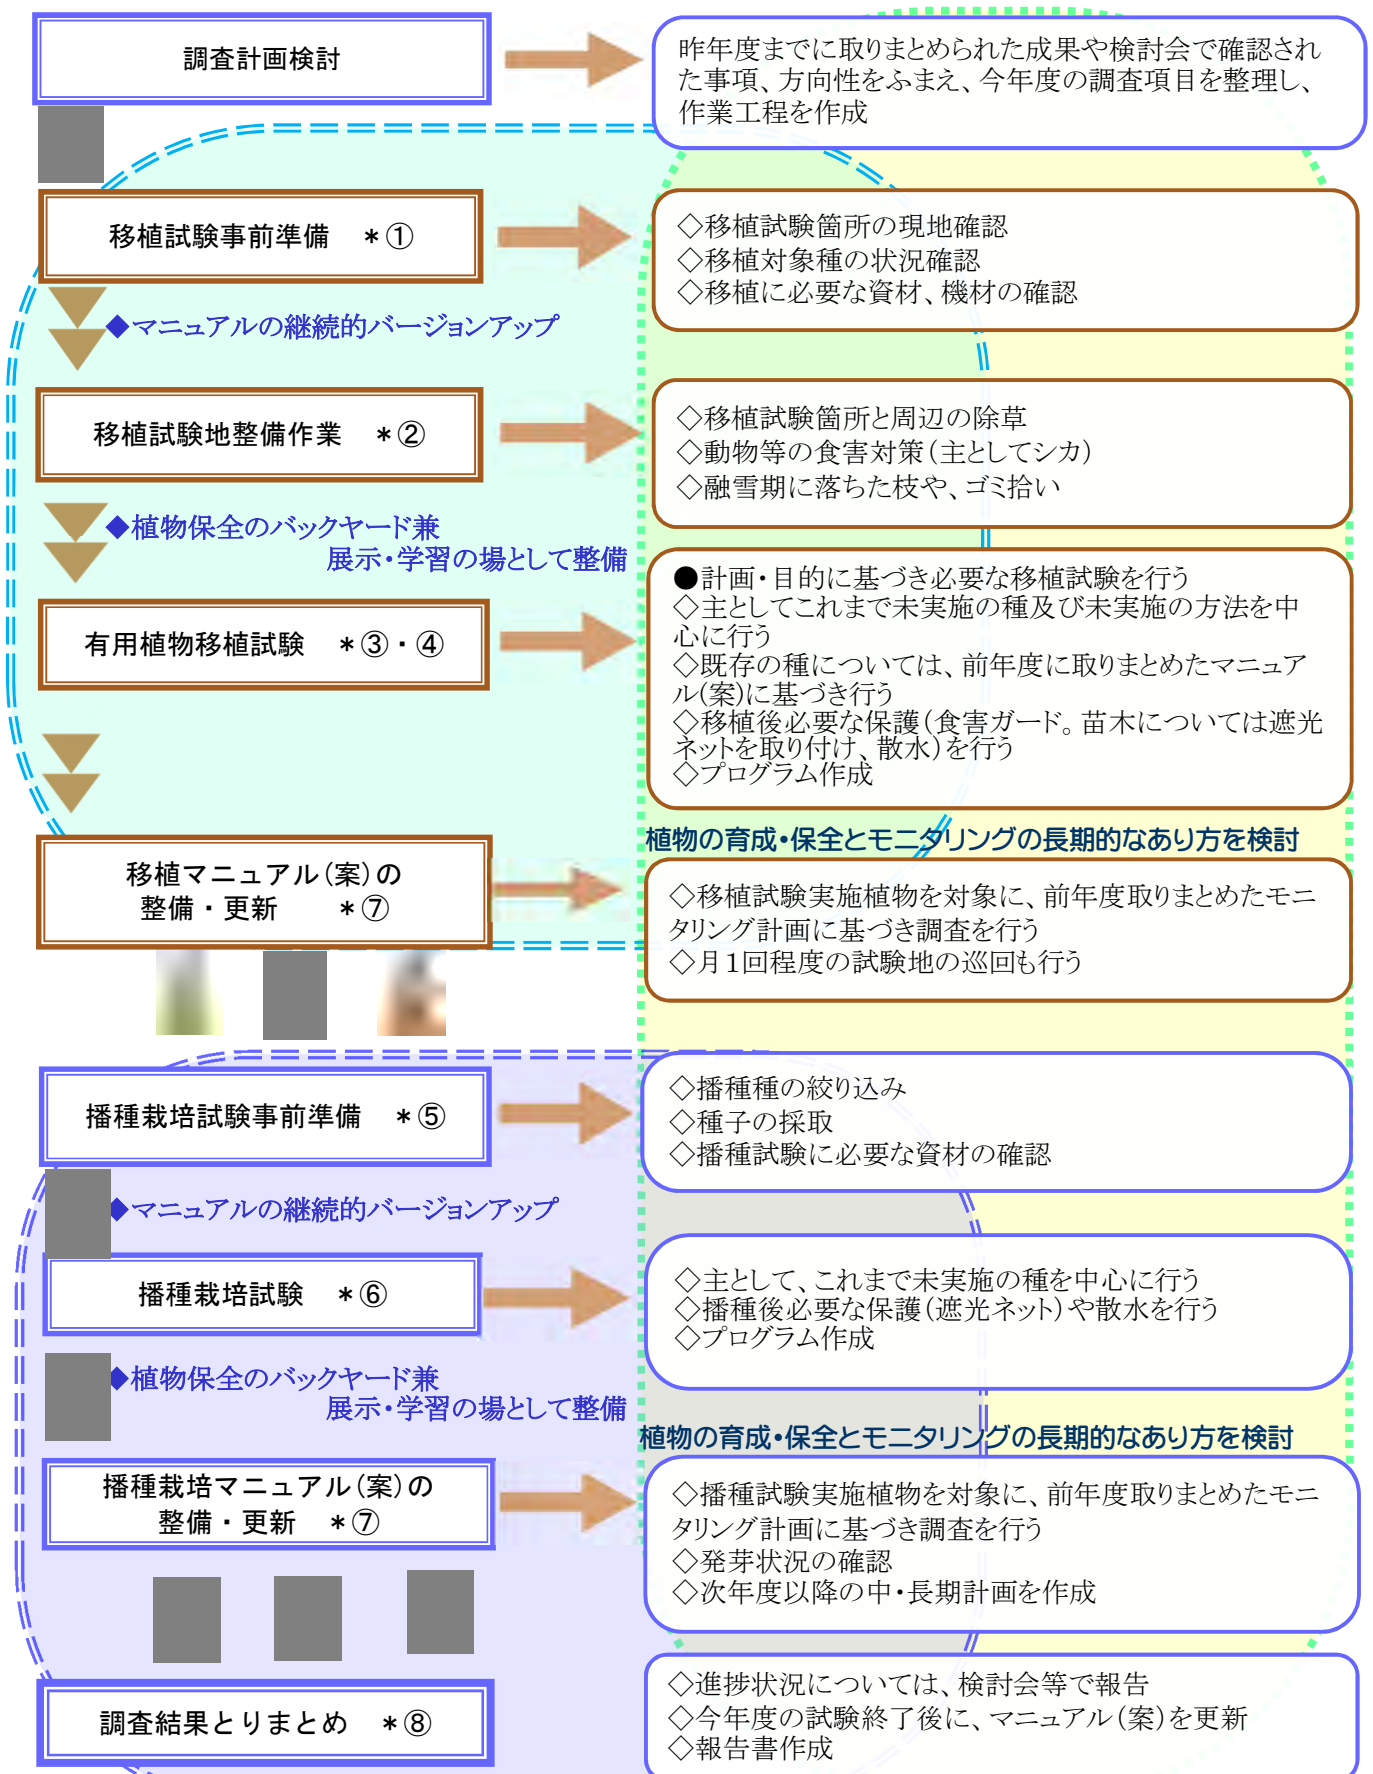 調査計画検討
昨年度までに取りまとめられた成果や検討会で確認され
た事項、方向性をふまえ、今年度の調査項目を整理し、
作業工程を作成
移植試験事前準備　＊①
◇移植試験箇所の現地確認
◇移植対象種の状況確認
◇移植に必要な資材、機材の確認
◆マニュアルの継続的バージョンアップ
移植試験地整備作業　＊②
◇移植試験箇所と周辺の除草
◇動物等の食害対策（主としてシカ）
◇融雪期に落ちた枝や、ゴミ拾い
◆植物保全のバックヤード兼
展示・学習の場として整備
有用植物移植試験　＊③・④
●計画・目的に基づき必要な移植試験を行う
◇主としてこれまで未実施の種及び未実施の方法を中
心に行う
◇既存の種については、前年度に取りまとめたマニュア
ル(案)に基づき行う
◇移植後必要な保護（食害ガード。苗木については遮光
ネットを取り付け、散水）を行う
◇プログラム作成
植物の育成・保全とモニタリングの長期的なあり方を検討
移植マニュアル（案）の
整備・更新　　＊⑦
◇移植試験実施植物を対象に、前年度取りまとめたモニ
タリング計画に基づき調査を行う
◇月１回程度の試験地の巡回も行う
播種栽培試験事前準備　＊⑤
◇播種種の絞り込み
◇種子の採取
◇播種試験に必要な資材の確認
◆マニュアルの継続的バージョンアップ
播種栽培試験　＊⑥
◇主として、これまで未実施の種を中心に行う
◇播種後必要な保護（遮光ネット）や散水を行う
◇プログラム作成
◆植物保全のバックヤード兼
展示・学習の場として整備
植物の育成・保全とモニタリングの長期的なあり方を検討
播種栽培マニュアル（案）の
整備・更新　＊⑦
◇播種試験実施植物を対象に、前年度取りまとめたモニ
タリング計画に基づき調査を行う
◇発芽状況の確認
◇次年度以降の中・長期計画を作成
調査結果とりまとめ　＊⑧
◇進捗状況については、検討会等で報告
◇今年度の試験終了後に、マニュアル（案）を更新
◇報告書作成